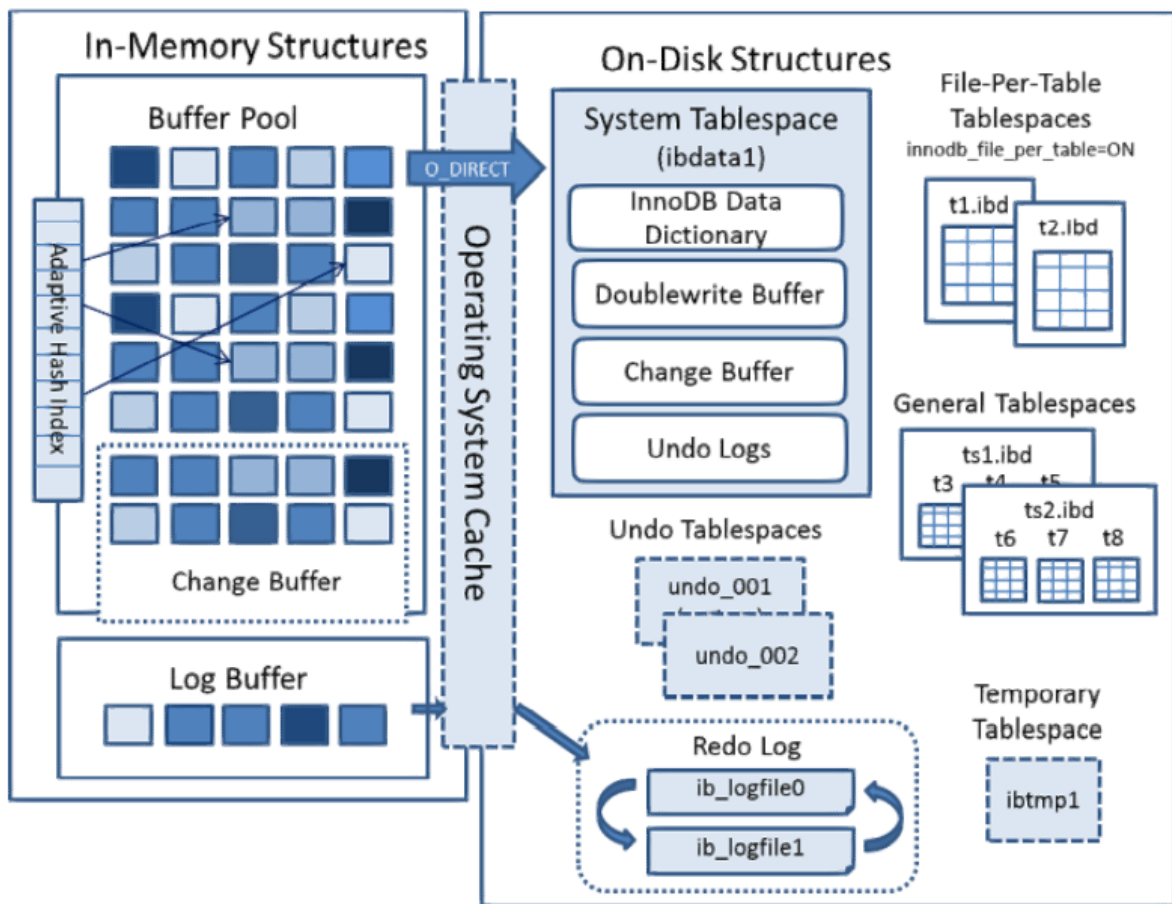 In-Memory Structures
Buffer Pool
Adaptive Hash Index
Change Buffer
Log Buffer
O_DIRECT
Operating System Cache
On-Disk Structures
System Tablespace
(ibdata1)
InnoDB Data
Dictionary
Doublewrite Buffer
Change Buffer
Undo Logs
File-Per-Table
Tablespaces
innodb_file_per_table=ON
t1.ibd
t2.ibd
General Tablespaces
ts1.ibd
t3 t4 t5
ts2.ibd
t6 t7 t8
Undo Tablespaces
undo_001
undo_002
Redo Log
ib_logfile0
ib_logfile1
Temporary
Tablespace
ibtmp1